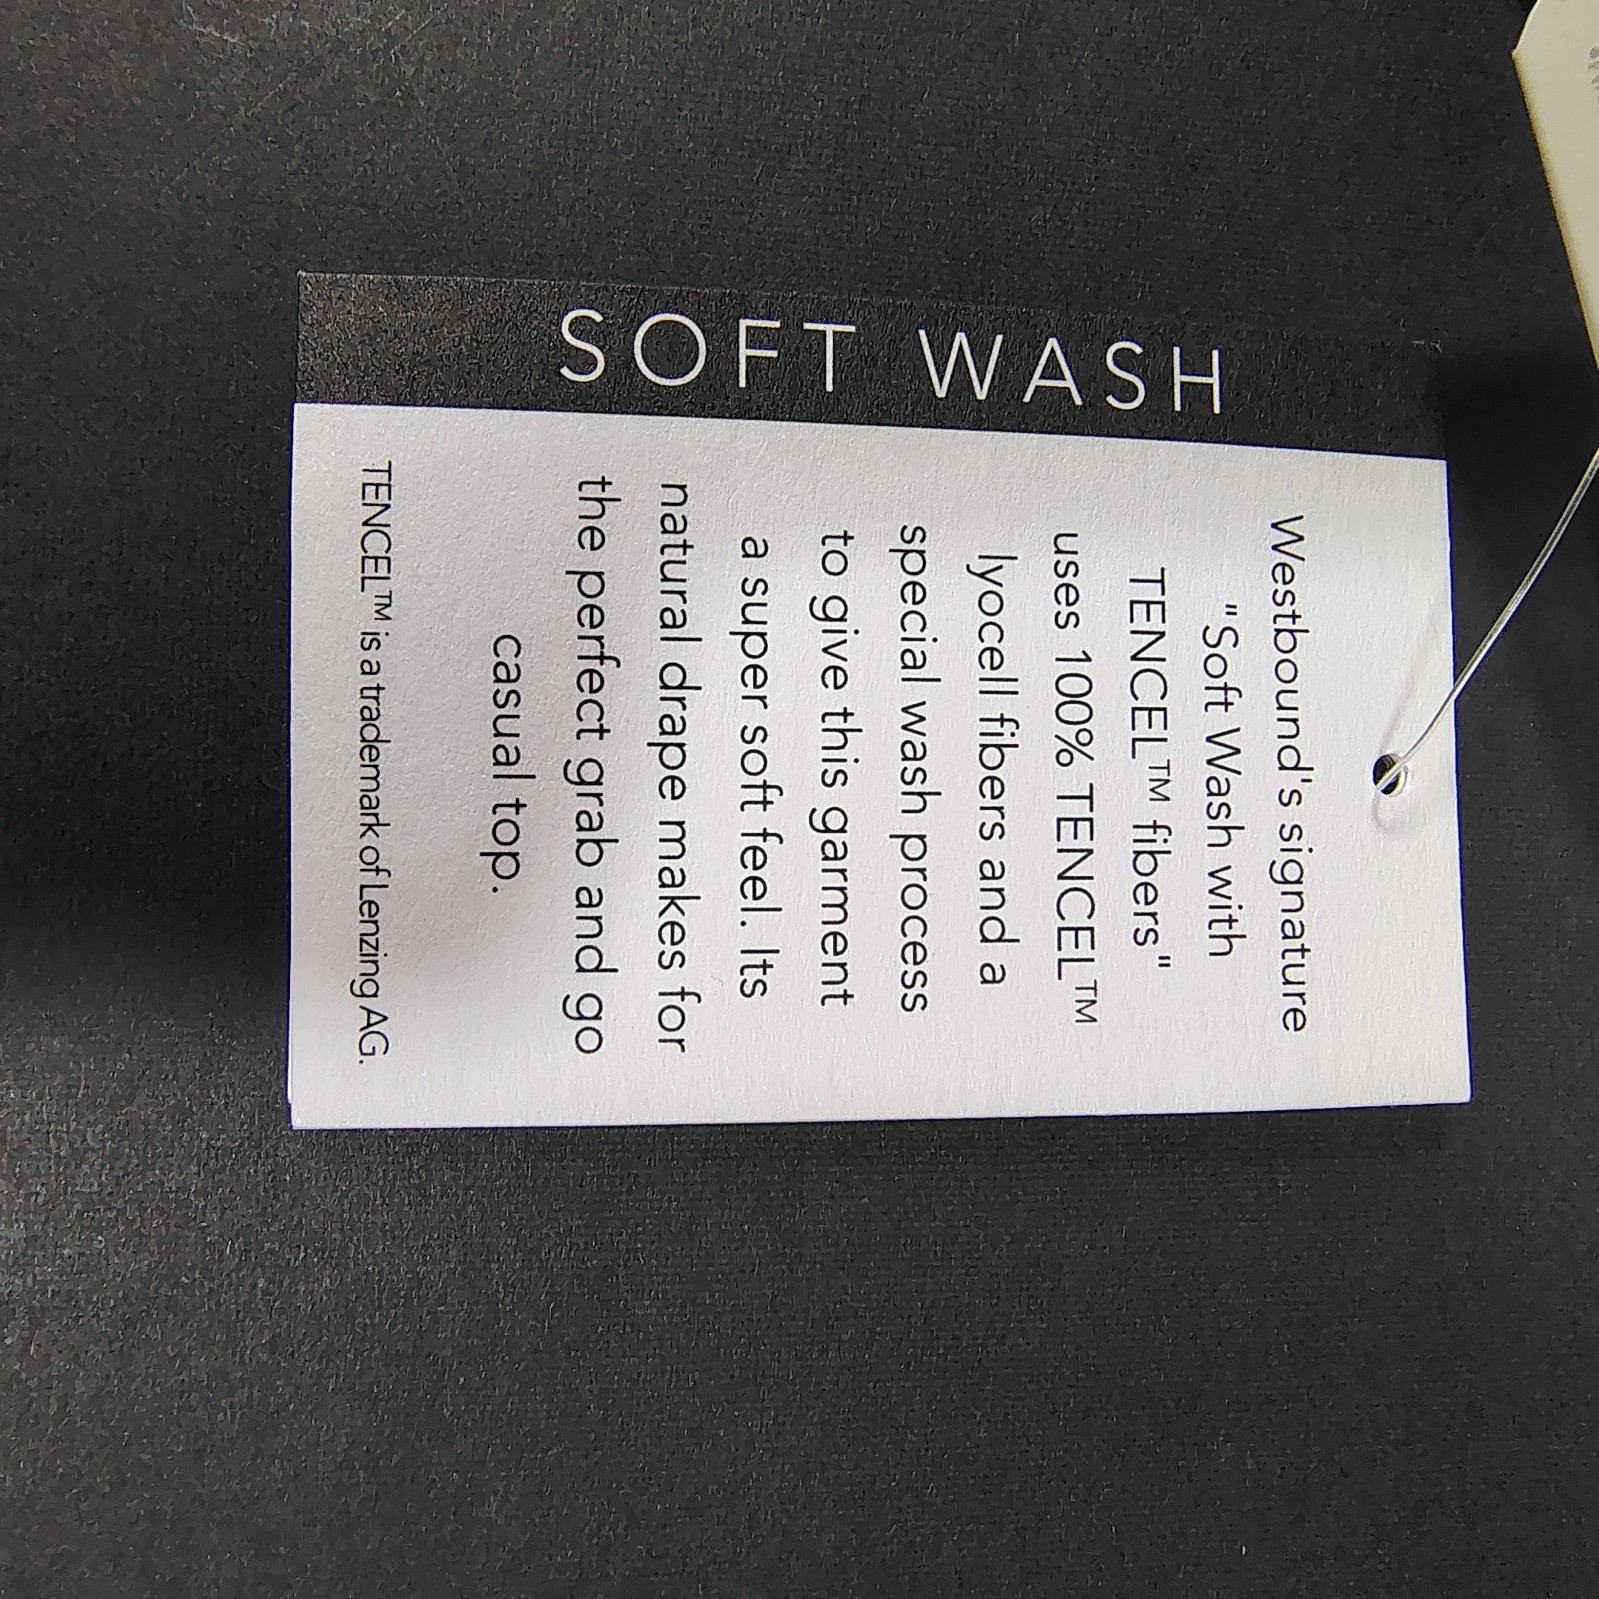 SOFT WASH
Westbound's signature
"Soft Wash with
TENCEL™ fibers"
uses 100% TENCEL™
lyocell fibers and a
special wash process
to give this garment
a super soft feel. Its
natural drape makes for
the perfect grab and go
casual top.
TENCEL™ is a trademark of Lenzing AG.